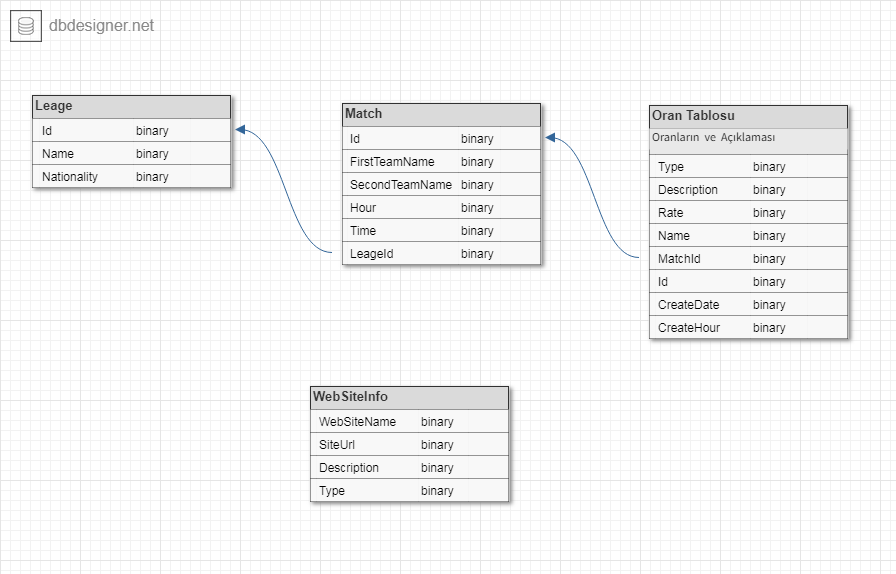 dbdesigner.net
Leage
Id binary
Name binary
Nationality binary
Match
Id binary
FirstTeamName binary
SecondTeamName binary
Hour binary
Time binary
LeageId binary
Oran Tablosu
Oranların ve Açıklaması
Type binary
Description binary
Rate binary
Name binary
MatchId binary
Id binary
CreateDate binary
CreateHour binary
WebSiteInfo
WebSiteName binary
SiteUrl binary
Description binary
Type binary